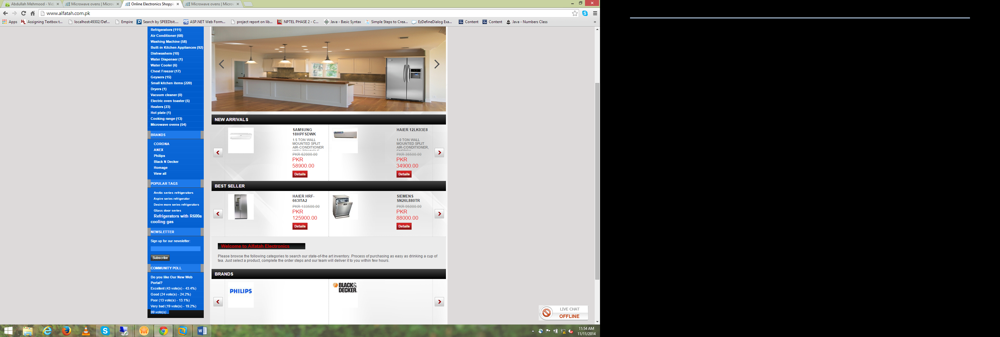 Abdullah Mehmood - Vid
Microwave ovens | Microw
Online Electronics Shoppi
Microwave ovens | Microw
www.alfatah.com.pk
Apps
Assigning Textbox t...
localhost:49302/Def...
Empire
Search by SPEEDbit....
ASP.NET Web Form...
project report on lib...
NPTEL PHASE 2 - C...
Java - Basic Syntax
Simple Steps to Crea...
EzDefineDialog Exa...
Content
Content
Java - Numbers Class
»
Refrigerators (111)
Air Conditioner (68)
Washing Machine (58)
Built-in Kitchen Appliances (92)
Dishwashers (10)
Water Dispenser (1)
Water Cooler (6)
Chest Freezer (17)
Geysers (15)
Small kitchen items (220)
Dryers (1)
Vacuum cleaner (0)
Electric oven toaster (5)
Heaters (23)
Hot plate (1)
Cooking range (13)
Microwave ovens (54)
BRANDS
CORONA
ANEX
Philips
Black N Decker
Homage
View all
POPULAR TAGS
Arctic series refrigerators
Aspire series refrigerator
Desire more series refrigerators
Glass door series
Refrigerators with R600a
cooling gas
NEWSLETTER
Sign up for our newsletter:
Subscribe
COMMUNITY POLL
Do you like Our New Web
Portal?
Excellent (43 vote(s) - 43.4%)
Good (24 vote(s) - 24.2%)
Poor (13 vote(s) - 13.1%)
Very bad (19 vote(s) - 19.2%)
99 vote(s)...
NEW ARRIVALS
SAMSUNG
18HPFSDWK
1.5 TON WALL
MOUNTED SPLIT
AIR-CONDITIONER
WITH TRIANGLE
PKR 62000.00
PKR
58900.00
Details
HAIER 12LK03E8
1.0 TON WALL
MOUNTED SPLIT
AIR-CONDITIONER,
ENERGY
PKR 36500.00
PKR
34900.00
Details
BEST SELLER
HAIER HRF-
663ITA2
PKR 133500.00
PKR
125900.00
Details
SIEMENS
SN26L880TR
PKR 95000.00
PKR
88000.00
Details
Welcome to Alfatah Electronics
Please browse the following categories to search our state-of-the art inventory. Process of purchasing as easy as drinking a cup of
tea. Just select a product, complete the order steps and our team will deliver it to you within few hours.
BRANDS
PHILIPS
BLACK&
DECKER
LIVE CHAT
OFFLINE
11:54 AM
11/11/2014